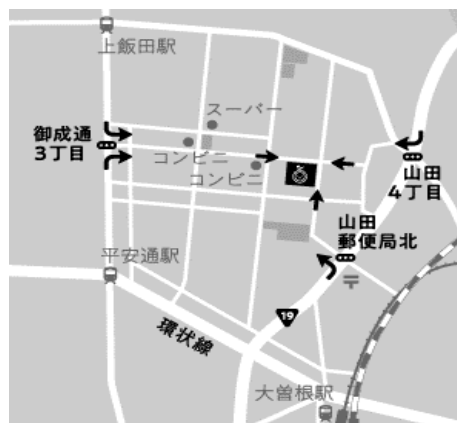 上飯田駅
スーパー
御成通
3丁目
コンビニ
コンビニ
山田
4丁目
山田
郵便局北
平安通駅
19
環状線
大曽根駅